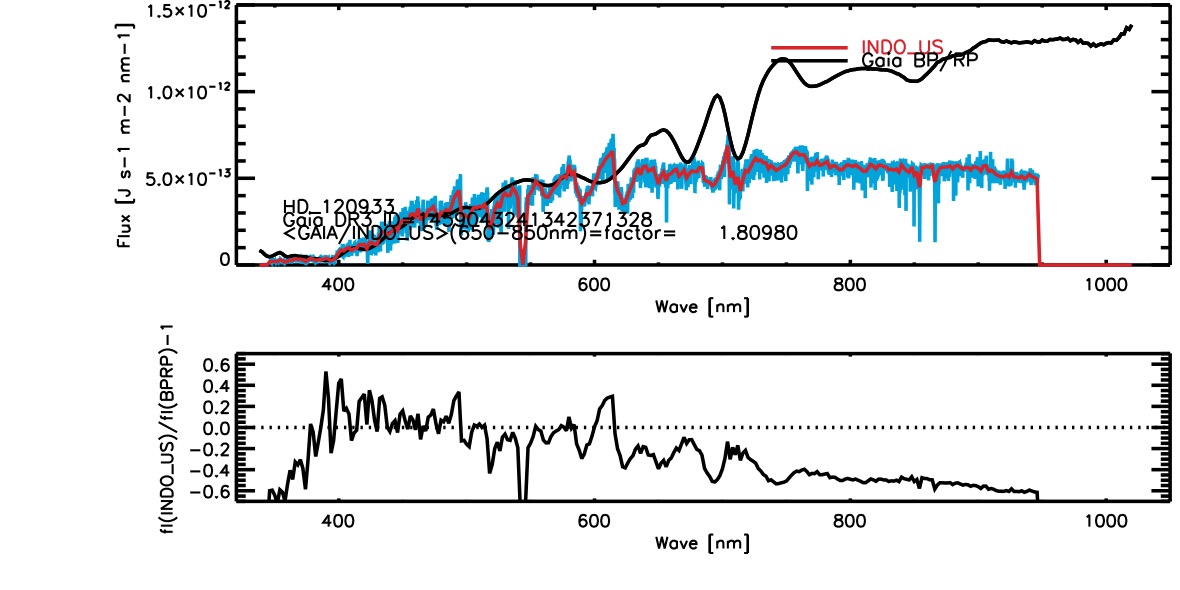 1.5×10−12
1.0×10−12
5.0×10−13
0
Flux [J s−1 m−2 nm−1]
INDO_US
Gaia BP/RP
HD_120933
Gaia DR3 ID= 1459043241342371328
<GAIA/INDO_US>(650−850nm)=factor= 1.80980
400 600 800 1000
Wave [nm]
0.6
0.4
0.2
0.0
−0.2
−0.4
−0.6
fl(INDO_US)/fl(BPRP)−1
400 600 800 1000
Wave [nm]